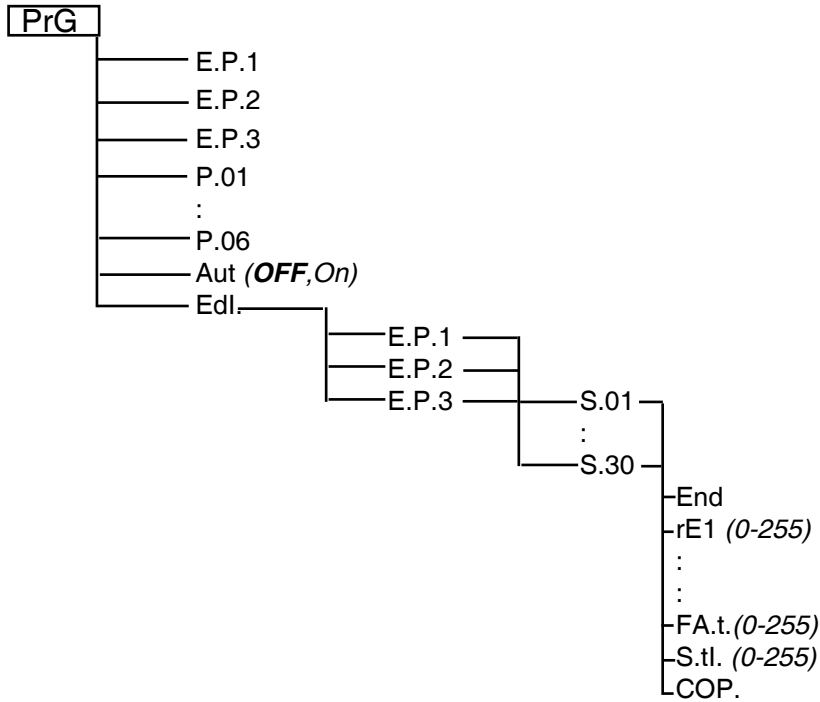 PrG
E.P.1
E.P.2
E.P.3
P.01
:
P.06
Aut (OFF,On)
EdI.
E.P.1
E.P.2
E.P.3
S.01
:
S.30
End
rE1 (0-255)
:
:
FA.t.(0-255)
S.tI. (0-255)
COP.